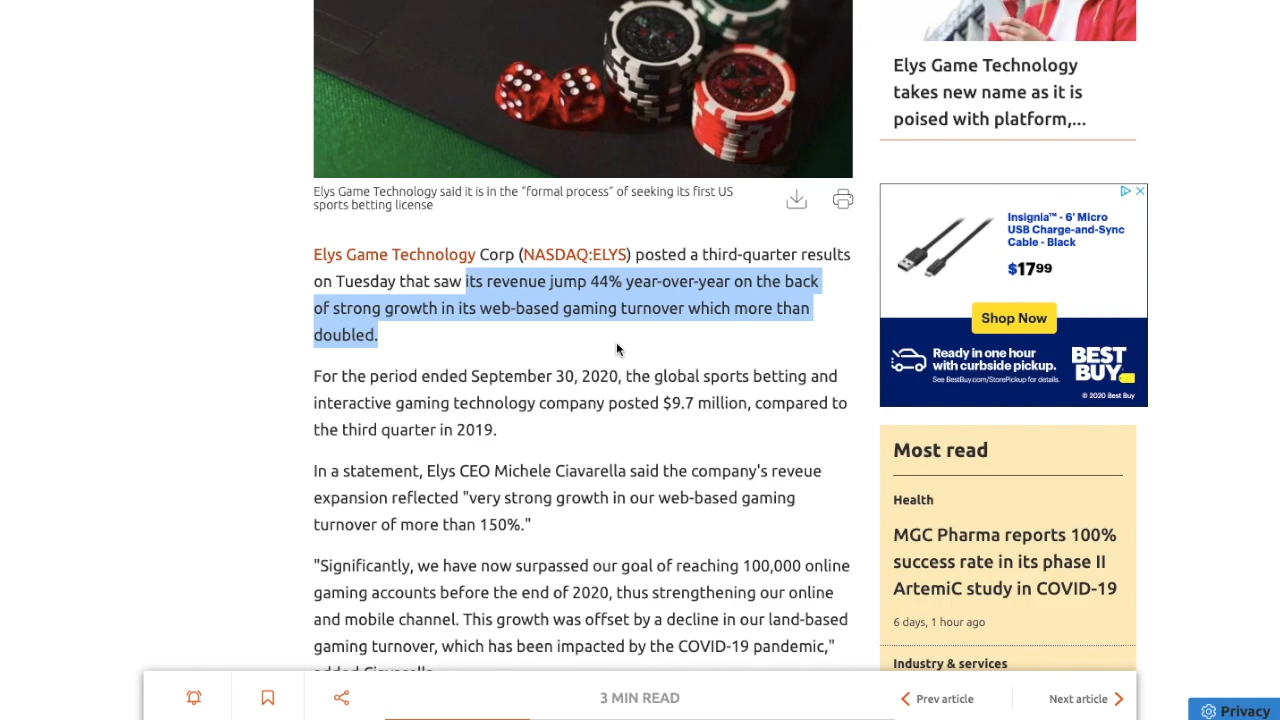 Elys Game Technology said it is in the “formal process” of seeking its first US
sports betting license
Elys Game Technology Corp (NASDAQ:ELYS) posted a third-quarter results
on Tuesday that saw its revenue jump 44% year-over-year on the back
of strong growth in its web-based gaming turnover which more than
doubled.
For the period ended September 30, 2020, the global sports betting and
interactive gaming technology company posted $9.7 million, compared to
the third quarter in 2019.
In a statement, Elys CEO Michele Ciavarella said the company's reveue
expansion reflected "very strong growth in our web-based gaming
turnover of more than 150%."
"Significantly, we have now surpassed our goal of reaching 100,000 online
gaming accounts before the end of 2020, thus strengthening our online
and mobile channel. This growth was offset by a decline in our land-based
gaming turnover, which has been impacted by the COVID-19 pandemic,"
added Ciavarella.
Elys Game Technology
takes new name as it is
poised with platform,...
Insignia™ - 6' Micro
USB Charge-and-Sync
Cable - Black
$17⁹⁹
Shop Now
Ready in one hour
with curbside pickup.
See BestBuy.com/StorePickup for details.
BEST
BUY
© 2020 Best Buy
Most read
Health
MGC Pharma reports 100%
success rate in its phase II
ArtemiC study in COVID-19
6 days, 1 hour ago
Industry & services
3 MIN READ
Prev article
Next article
Privacy